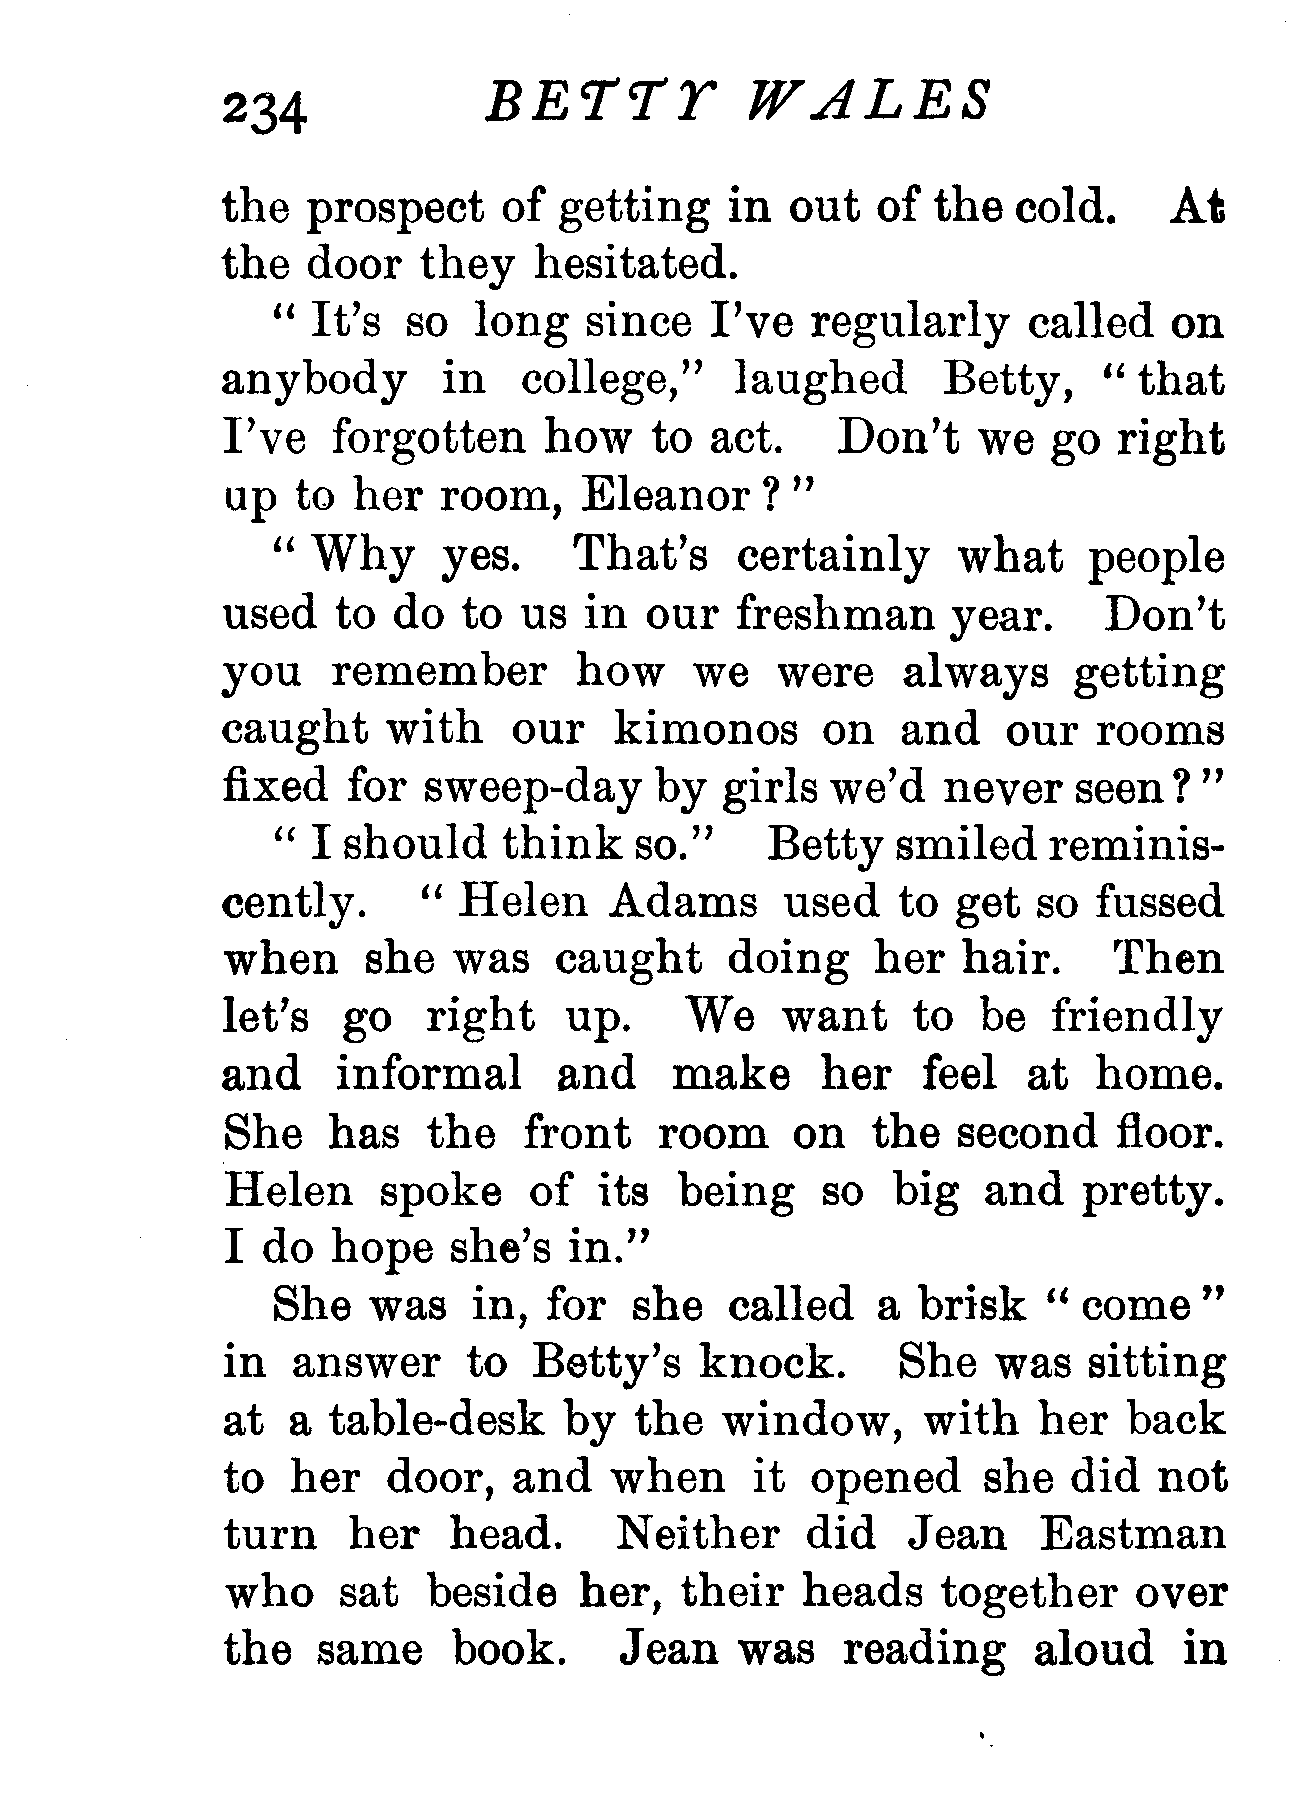 234 BETTY WALES
the prospect of getting in out of the cold. At
the door they hesitated.
" It's so long since I've regularly called on
anybody in college," laughed Betty, " that
I've forgotten how to act. Don't we go right
up to her room, Eleanor ? "
" Why yes. That's certainly what people
used to do to us in our freshman year. Don't
you remember how we were always getting
caught with our kimonos on and our rooms
fixed for sweep-day by girls we'd never seen ? "
" I should think so." Betty smiled reminis-
cently. " Helen Adams used to get so fussed
when she was caught doing her hair. Then
let's go right up. We want to be friendly
and informal and make her feel at home.
She has the front room on the second floor.
Helen spoke of its being so big and pretty.
I do hope she's in."
She was in, for she called a brisk " come "
in answer to Betty's knock. She was sitting
at a table-desk by the window, with her back
to her door, and when it opened she did not
turn her head. Neither did Jean Eastman
who sat beside her, their heads together over
the same book. Jean was reading aloud in